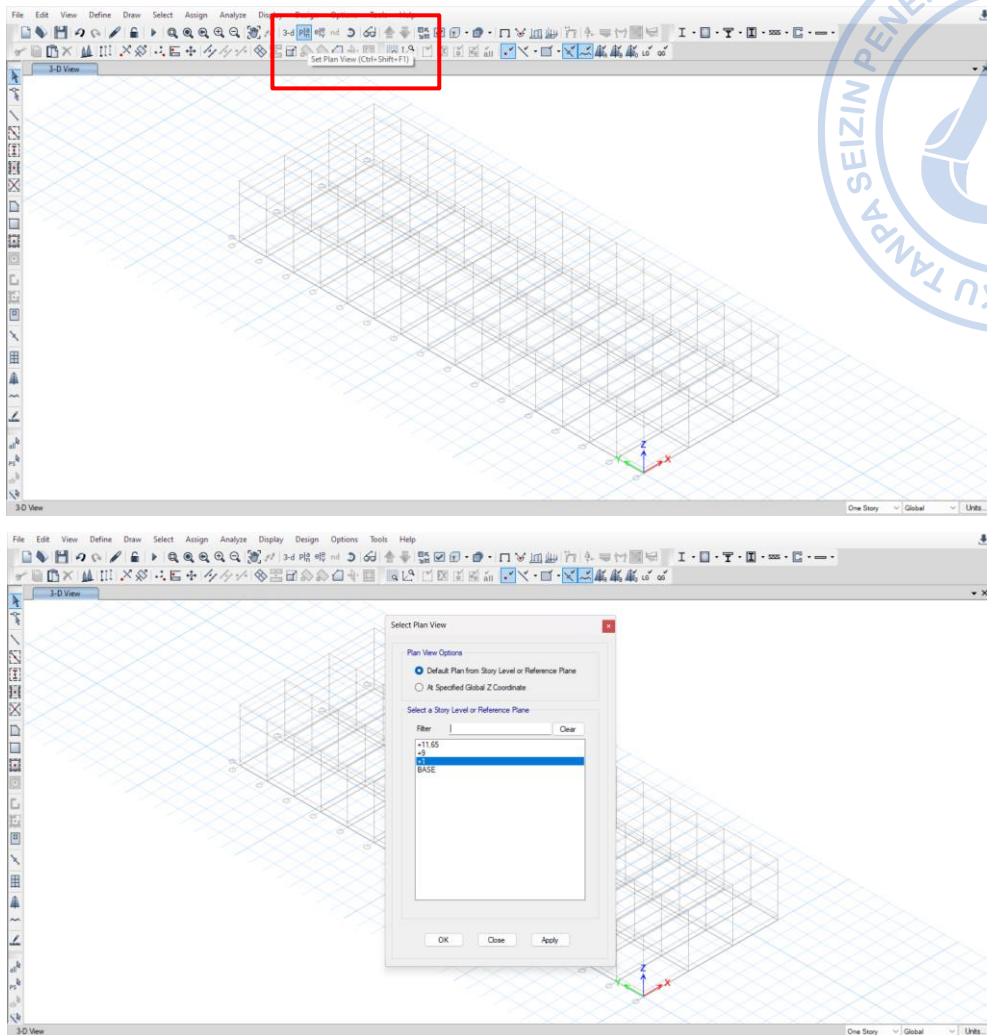 File Edit View Define Draw Select Assign Analyze Display Design Options Tools Help
3-d nd
Set Plan View (Ctrl+Shift+F1)
3-D View
Z
Y X
3-D View One Story Global Units...
SEIZIN
TANPA
File Edit View Define Draw Select Assign Analyze Display Design Options Tools Help
3-d nd
3-D View
Select Plan View
Plan View Options
Default Plan from Story Level or Reference Plane
At Specified Global Z Coordinate
Select a Story Level or Reference Plane
Filter Clear
+11,65
+9
+1
BASE
OK Close Apply
Z
Y X
3-D View One Story Global Units...